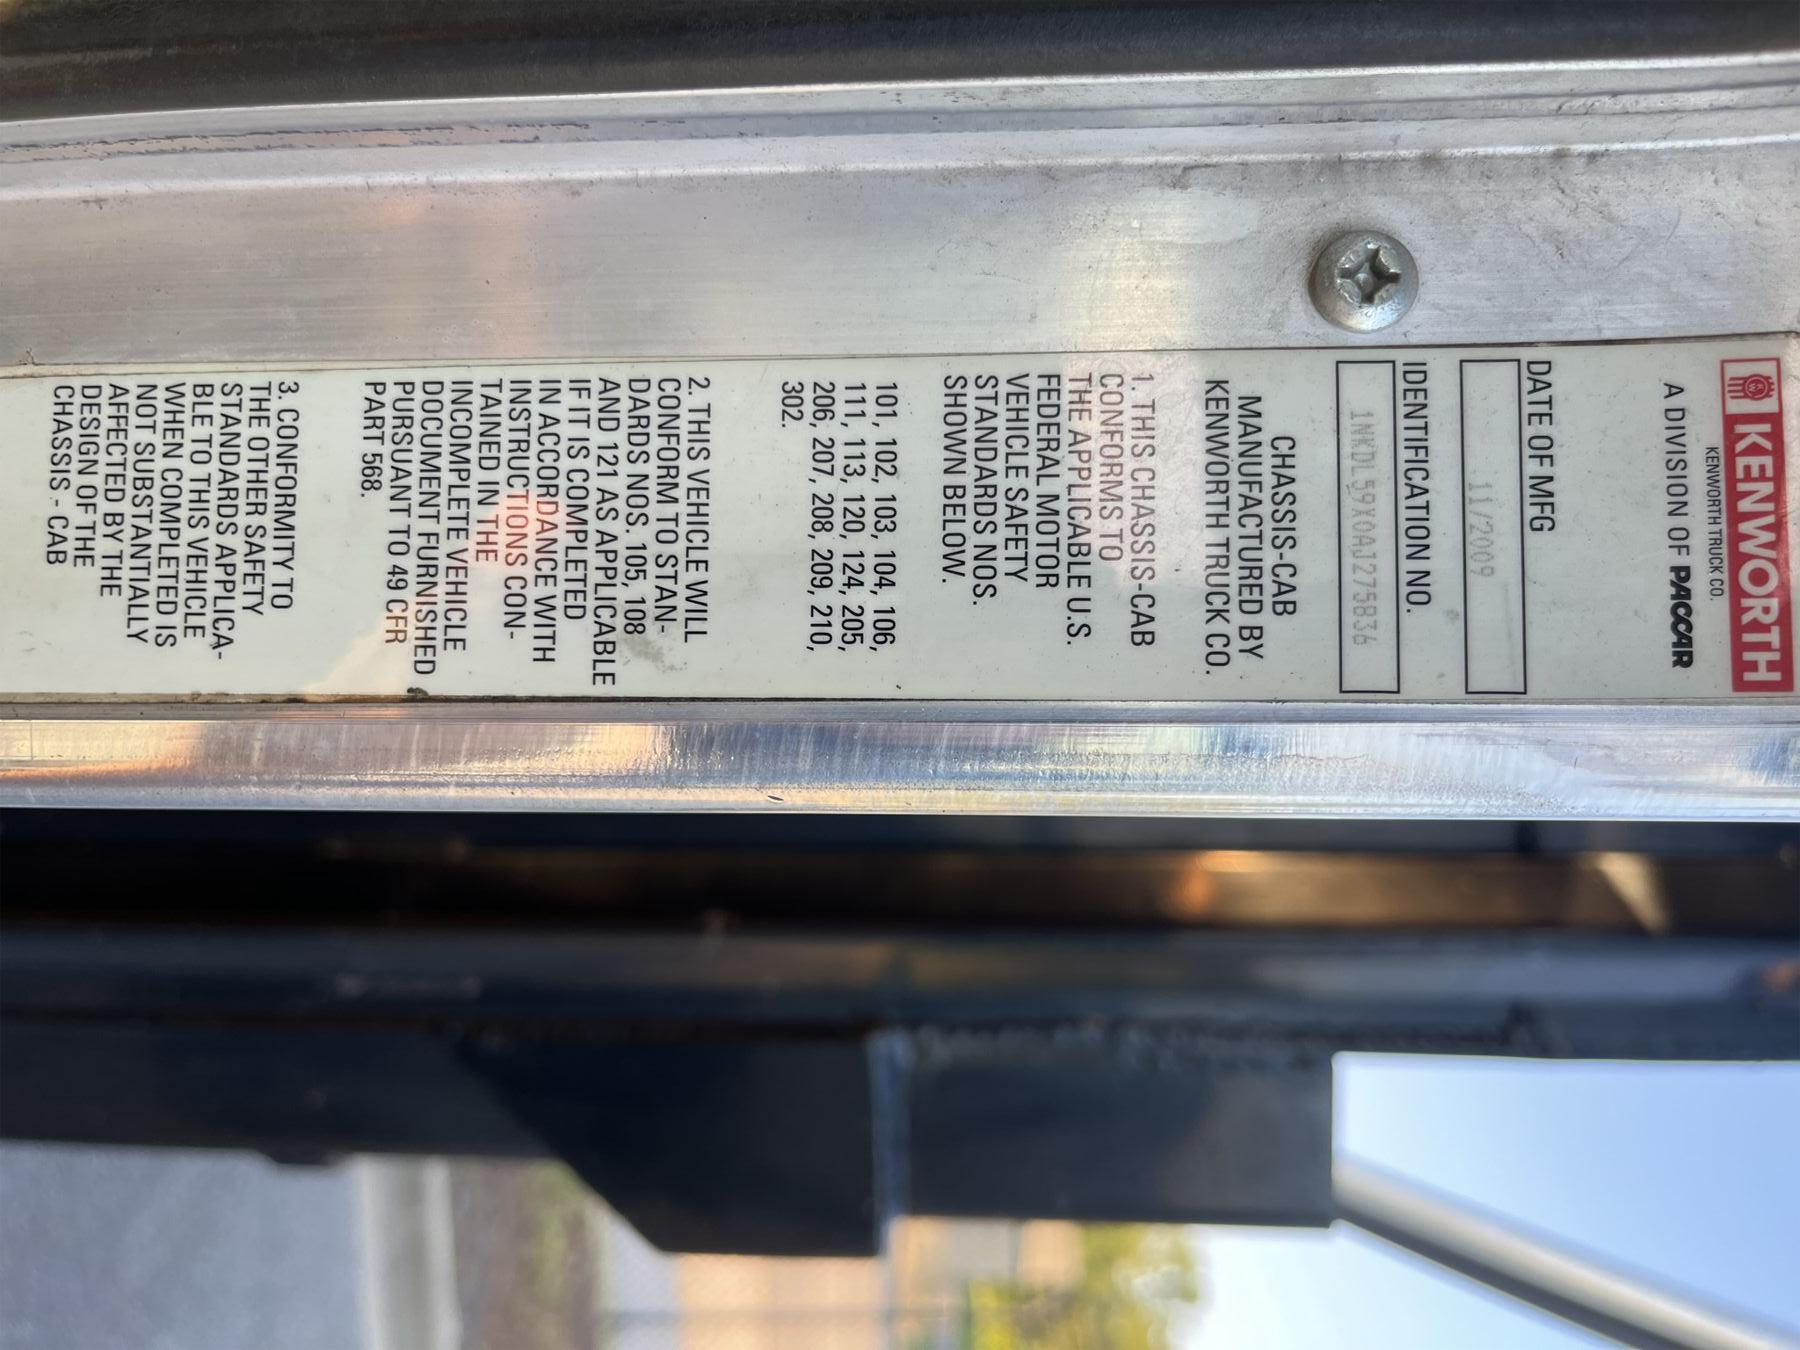 KENWORTH
KENWORTH TRUCK CO.
A DIVISION OF PACCAR
DATE OF MFG
11/2009
IDENTIFICATION NO.
1NKDL59X0AJ275836
CHASSIS-CAB
MANUFACTURED BY
KENWORTH TRUCK CO.
1. THIS CHASSIS-CAB
CONFORMS TO
THE APPLICABLE U.S.
FEDERAL MOTOR
VEHICLE SAFETY
STANDARDS NOS.
SHOWN BELOW.
101, 102, 103, 104, 106,
111, 113, 120, 124, 205,
206, 207, 208, 209, 210,
302.
2. THIS VEHICLE WILL
CONFORM TO STAN-
DARDS NOS. 105, 108
AND 121 AS APPLICABLE
IF IT IS COMPLETED
IN ACCORDANCE WITH
INSTRUCTIONS CON-
TAINED IN THE
INCOMPLETE VEHICLE
DOCUMENT FURNISHED
PURSUANT TO 49 CFR
PART 568.
3. CONFORMITY TO
THE OTHER SAFETY
STANDARDS APPLICA-
BLE TO THIS VEHICLE
WHEN COMPLETED IS
NOT SUBSTANTIALLY
AFFECTED BY THE
DESIGN OF THE
CHASSIS - CAB